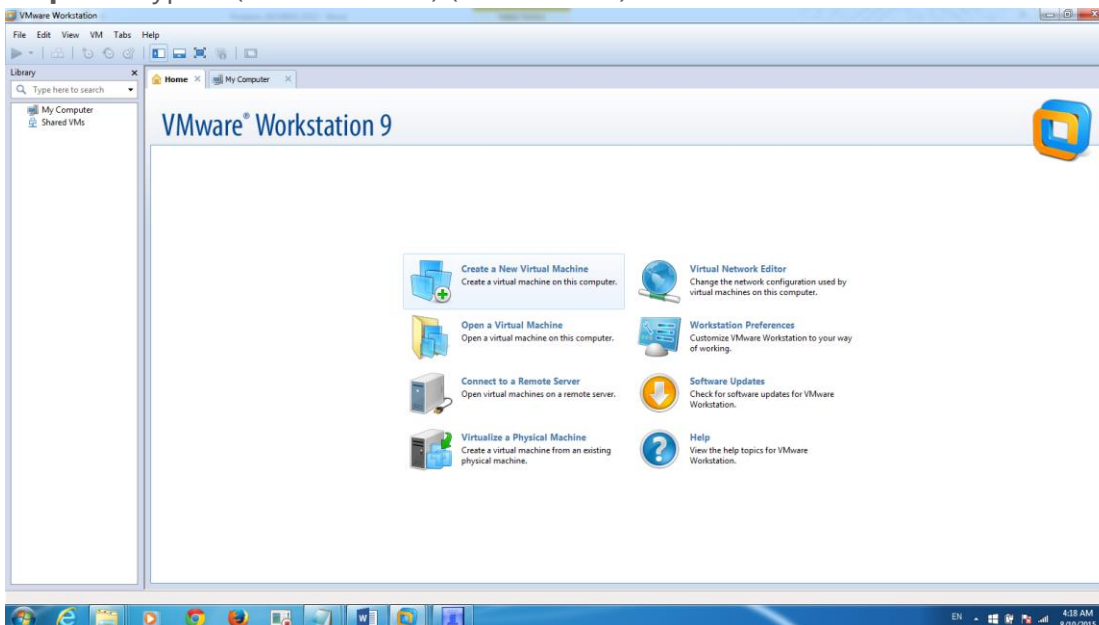 VMware Workstation
File Edit View VM Tabs Help
Library
Type here to search
My Computer
Shared VMs
Home
My Computer
VMware® Workstation 9
Create a New Virtual Machine
Create a virtual machine on this computer.
Open a Virtual Machine
Open a virtual machine on this computer.
Connect to a Remote Server
Open virtual machines on a remote server.
Virtualize a Physical Machine
Create a virtual machine from an existing
physical machine.
Virtual Network Editor
Change the network configuration used by
virtual machines on this computer.
Workstation Preferences
Customize VMware Workstation to your way
of working.
Software Updates
Check for software updates for VMware
Workstation.
Help
View the help topics for VMware
Workstation.
EN
4:18 AM